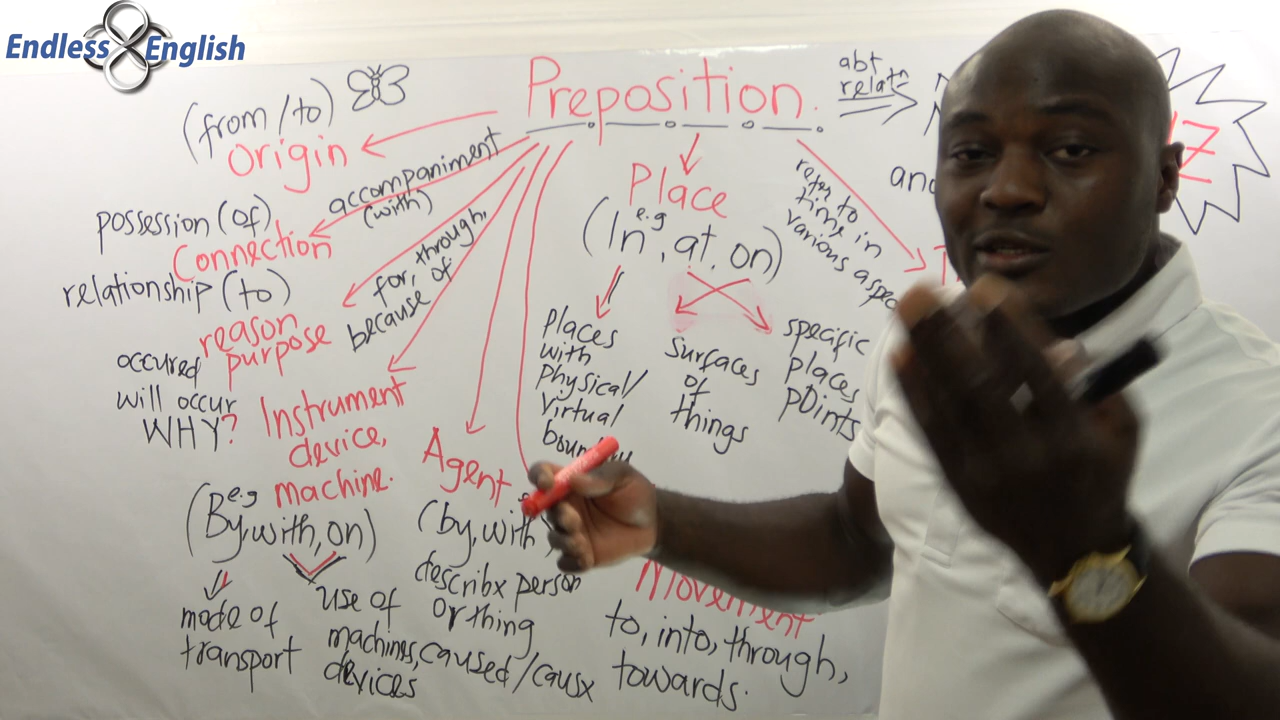 Endless English
Preposition.
abt
relatn
(from/to)
Origin
accompaniment
(with)
possession (of)
Connection
relationship (to)
for, through,
because of
reason
purpose
occured
will occur
WHY?
Instrument
device,
machine.
(By, with, on)
e.g
mode of
transport
use of
machines,
devices
Agent
(by, with
describx person
or thing
caused/causx
Place
(In, at, on)
e.g
places
with
physical/
virtual
surfaces
of
things
specific
places
points
refer to
time in
various
Movement
to, into, through,
towards.